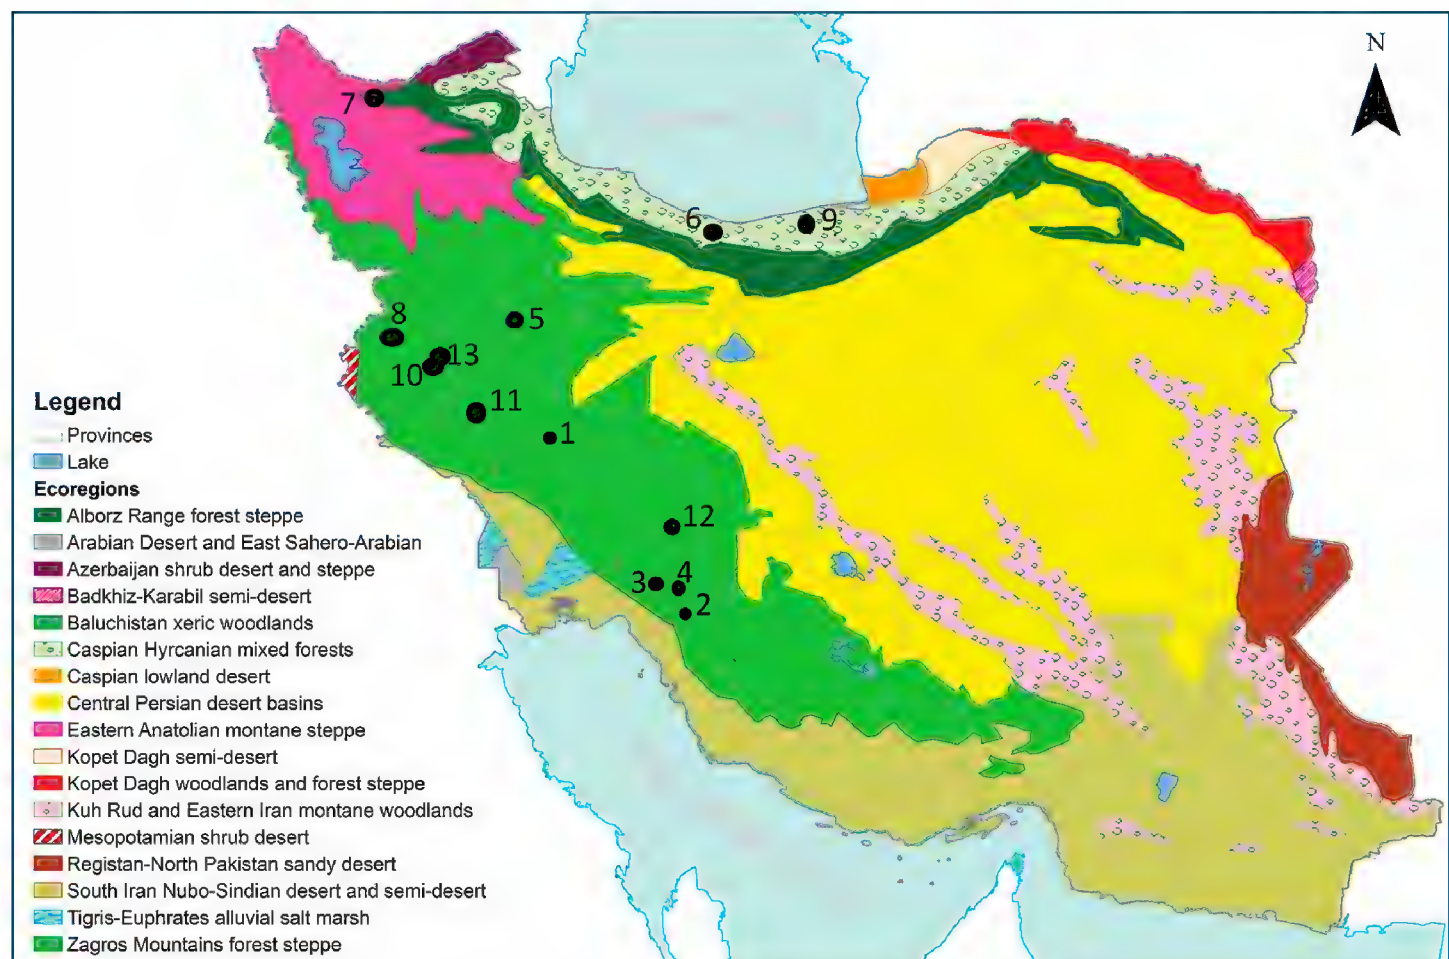 N
7
6
9
8
5
13
10
11
1
12
3
4
2
Legend
Provinces
Lake
Ecoregions
Alborz Range forest steppe
Arabian Desert and East Sahero-Arabian
Azerbaijan shrub desert and steppe
Badkhiz-Karabil semi-desert
Baluchistan xeric woodlands
Caspian Hyrcanian mixed forests
Caspian lowland desert
Central Persian desert basins
Eastern Anatolian montane steppe
Kopet Dagh semi-desert
Kopet Dagh woodlands and forest steppe
Kuh Rud and Eastern Iran montane woodlands
Mesopotamian shrub desert
Registan-North Pakistan sandy desert
South Iran Nubo-Sindian desert and semi-desert
Tigris-Euphrates alluvial salt marsh
Zagros Mountains forest steppe